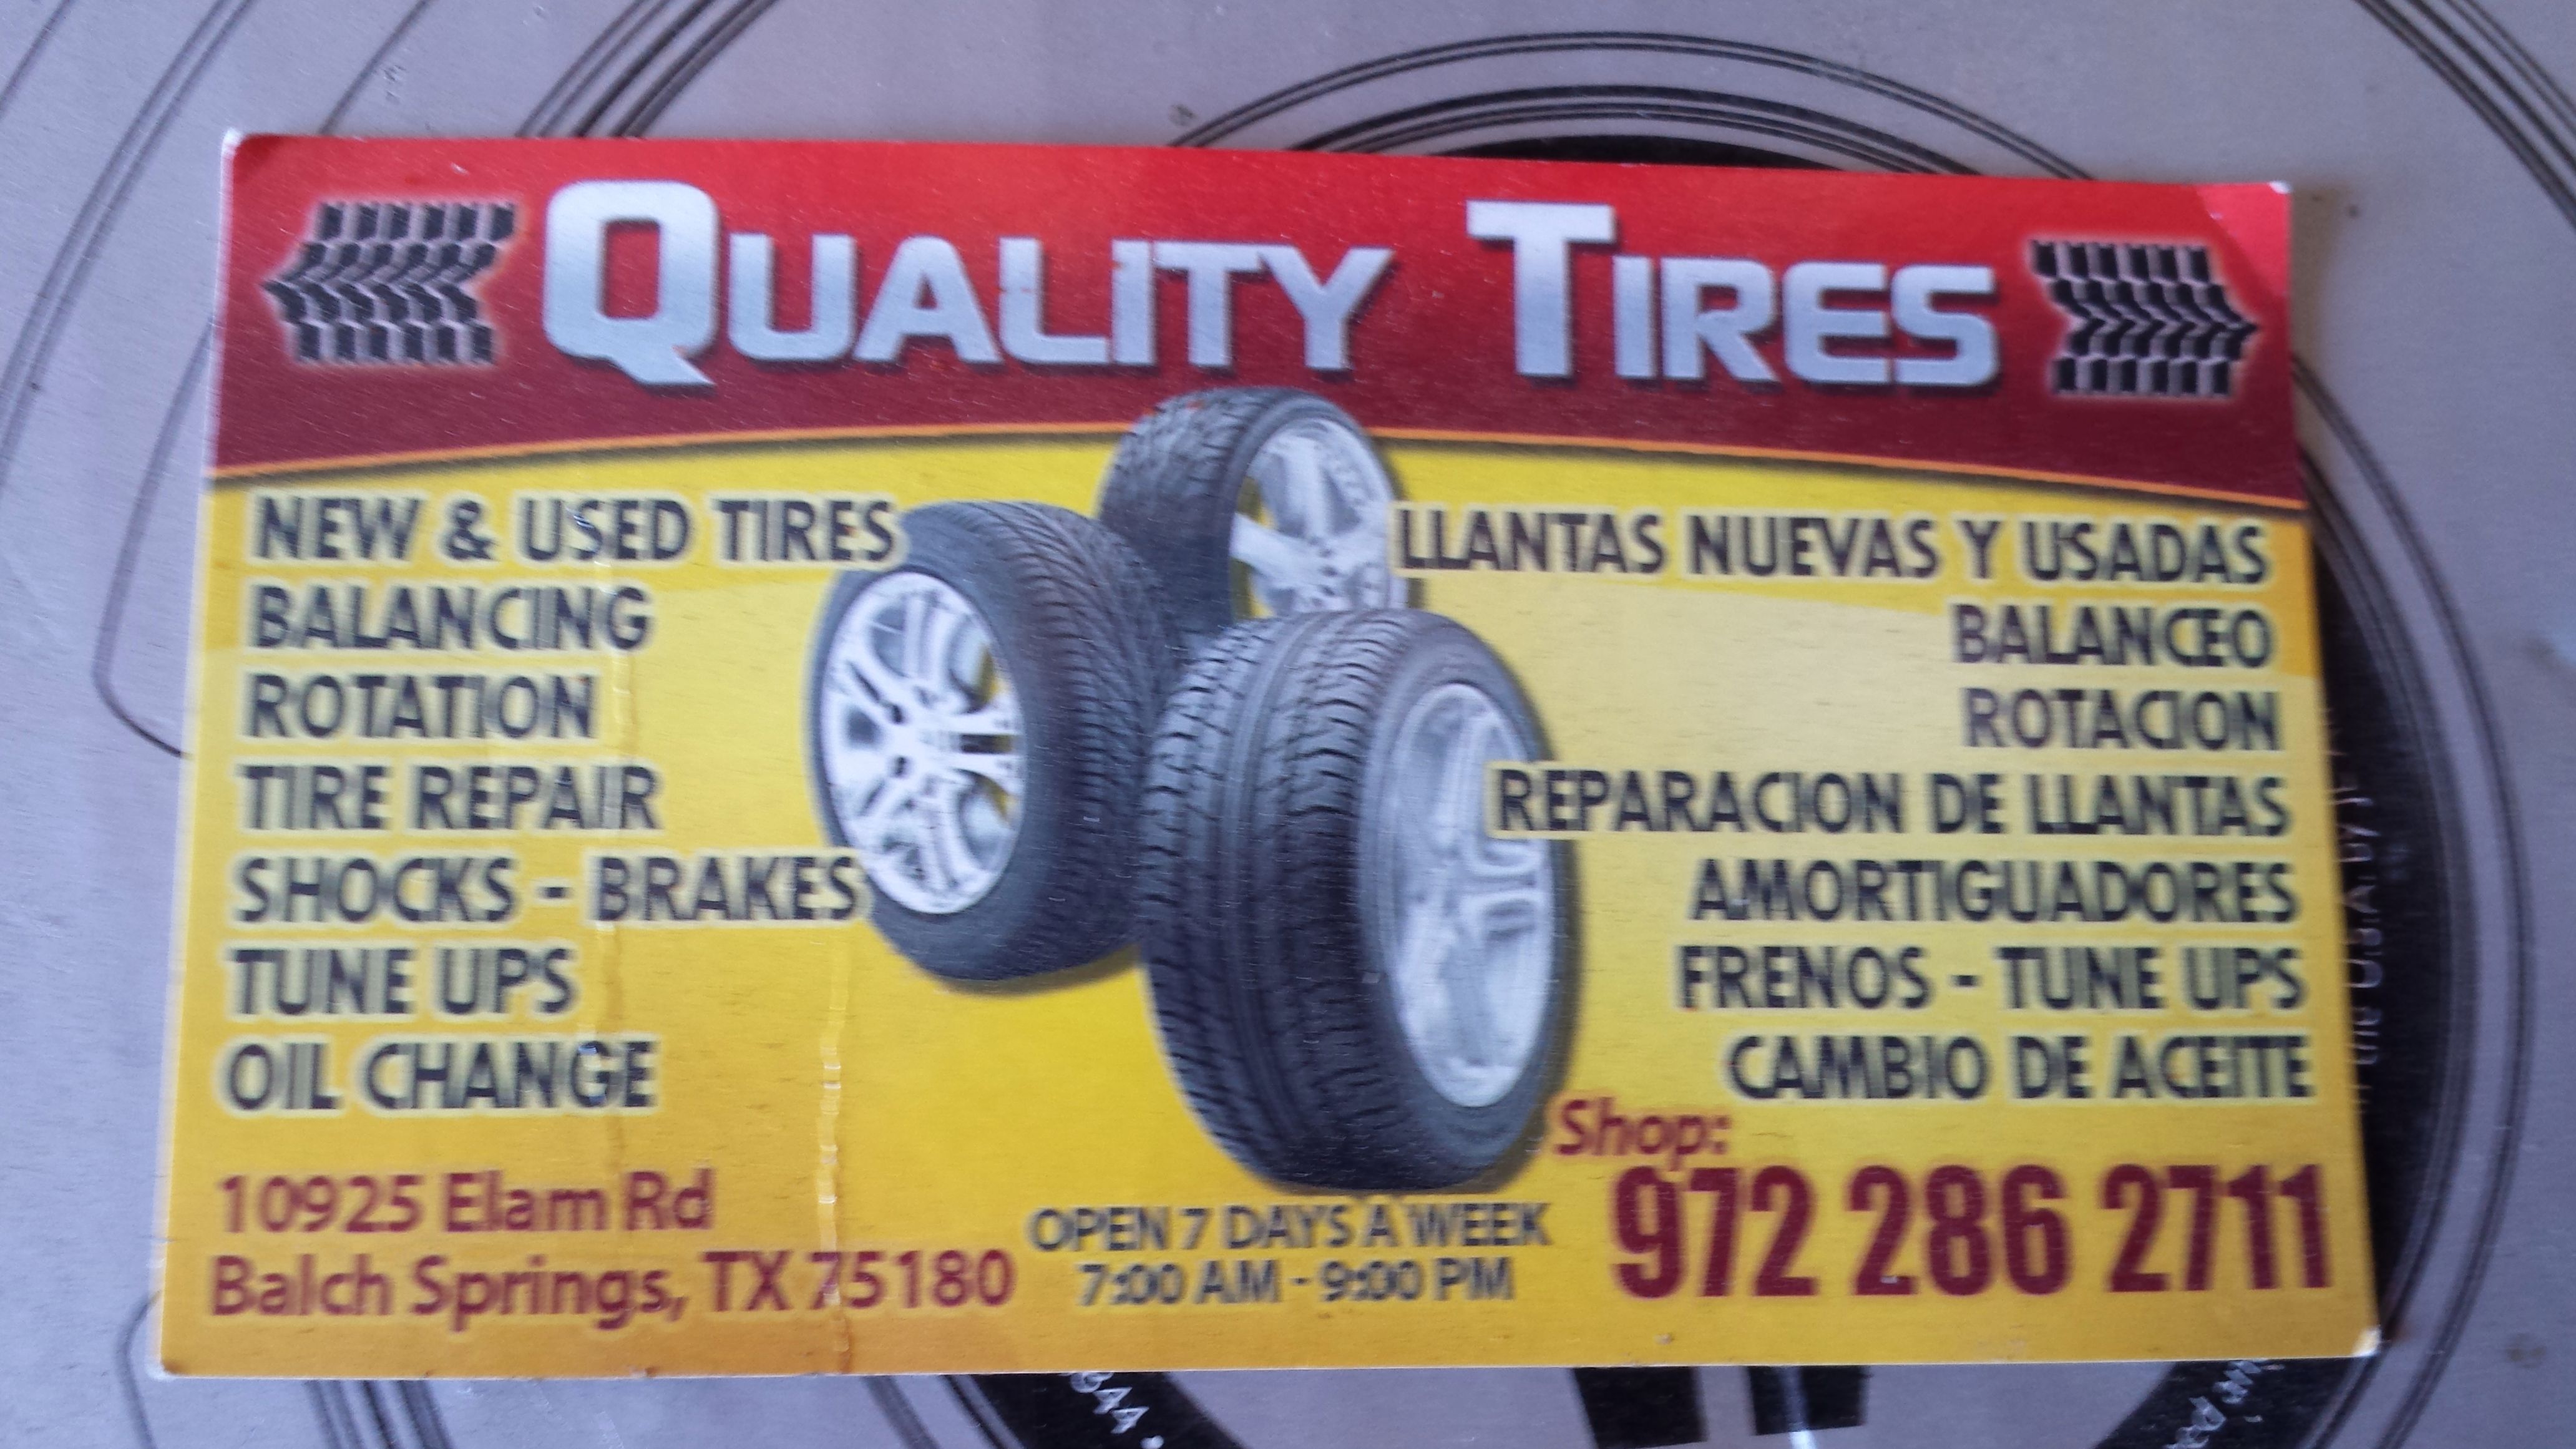 QUALITY TIRES
NEW & USED TIRES
BALANCING
ROTATION
TIRE REPAIR
SHOCKS - BRAKES
TUNE UPS
OIL CHANGE
LLANTAS NUEVAS Y USADAS
BALANCEO
ROTACION
REPARACION DE LLANTAS
AMORTIGUADORES
FRENOS - TUNE UPS
CAMBIO DE ACEITE
10925 Elam Rd
Balch Springs, TX 75180
OPEN 7 DAYS A WEEK
7:00 AM - 9:00 PM
Shop:
972 286 2711